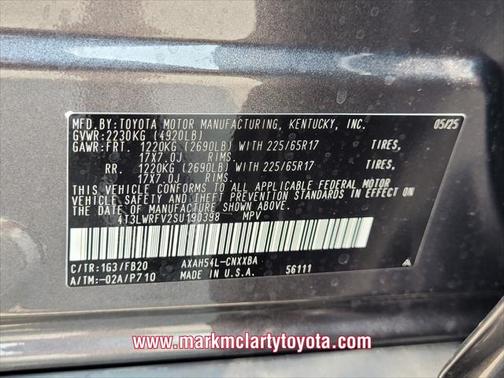 MFD.BY:TOYOTA MOTOR MANUFACTURING, KENTUCKY, INC. 05/25
GVWR:2230KG (4920LB)
GAWR:FRT. 1220KG (2690LB) WITH 225/65R17 TIRES,
17X7.0J RIMS.
RR. 1220KG (2690LB) WITH 225/65R17 TIRES,
17X7.0J RIMS.
THIS VEHICLE CONFORMS TO ALL APPLICABLE FEDERAL MOTOR
VEHICLE SAFETY AND THEFT PREVENTION STANDARDS IN EFFECT ON
THE DATE OF MANUFACTURE SHOWN ABOVE.
4T3LWRFV2SU190398 MPV
C/TR:1G3/FB20 AXAH54L-CNXXBA
A/TM:-02A/P710 MADE IN U.S.A. 56111
www.markmclartytoyota.com